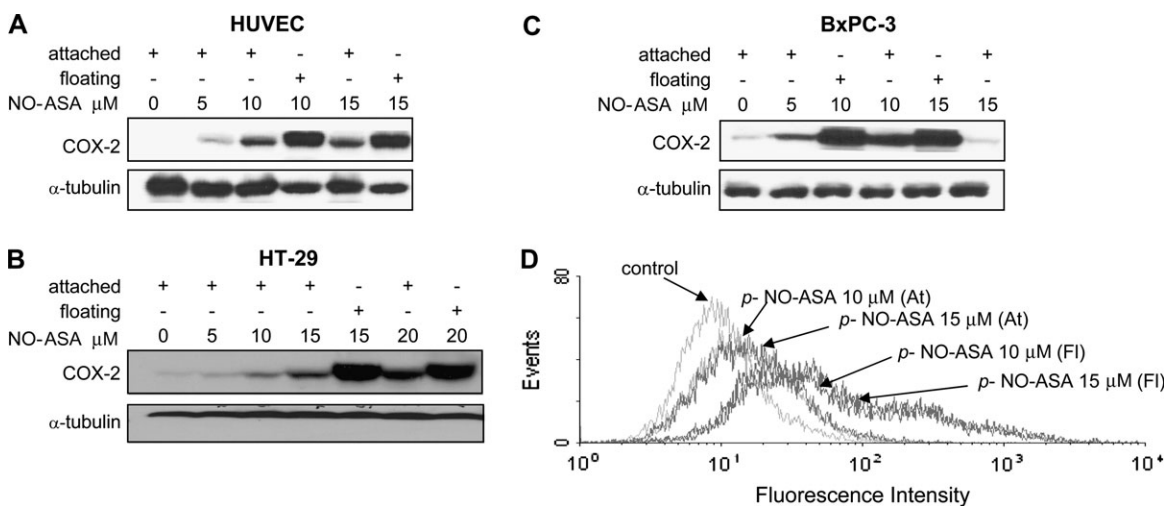 A
HUVEC
attached + + + - + -
floating - - - + - +
NO-ASA μM 0 5 10 10 15 15
COX-2
α-tubulin
B
HT-29
attached + + + + - + -
floating - - - - + - +
NO-ASA μM 0 5 10 15 15 20 20
COX-2
α-tubulin
C
BxPC-3
attached + + - + - +
floating - - + - + -
NO-ASA μM 0 5 10 10 15 15
COX-2
α-tubulin
D
80
control
p- NO-ASA 10 μM (At)
p- NO-ASA 15 μM (At)
p- NO-ASA 10 μM (Fl)
p- NO-ASA 15 μM (Fl)
Events
0
10⁰ 10¹ 10² 10³ 10⁴
Fluorescence Intensity